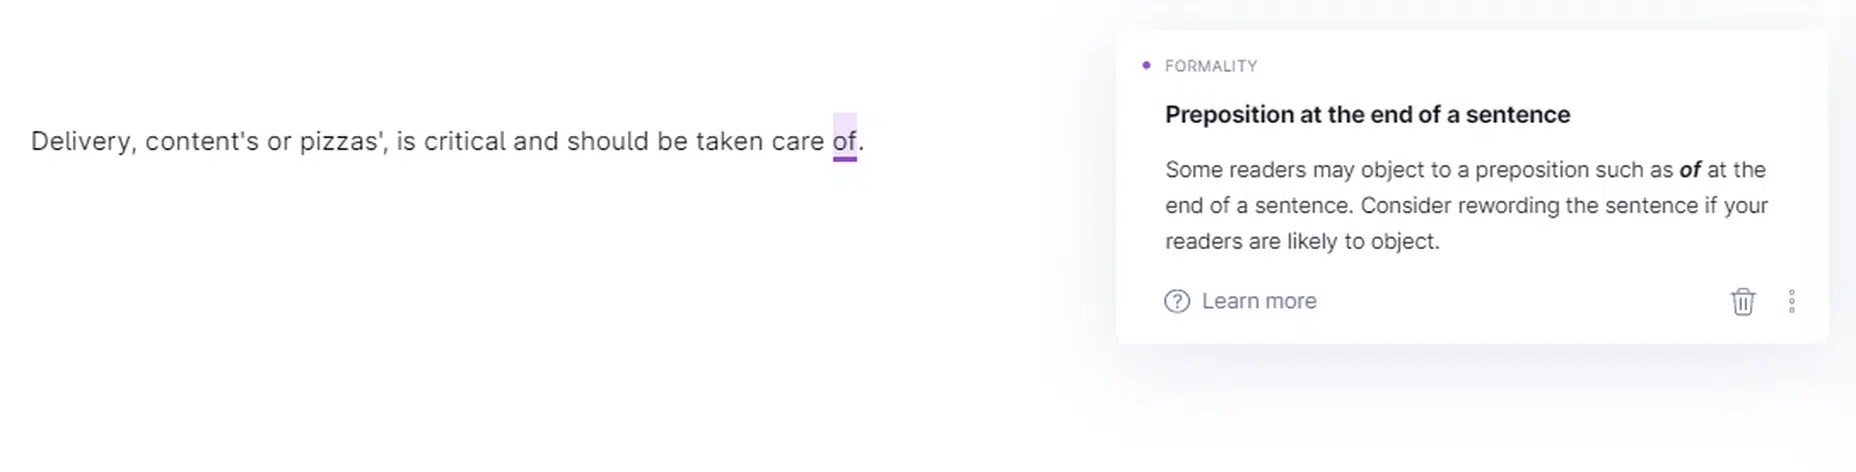 Delivery, content's or pizzas', is critical and should be taken care of.
FORMALITY
Preposition at the end of a sentence
Some readers may object to a preposition such as of at the
end of a sentence. Consider rewording the sentence if your
readers are likely to object.
Learn more